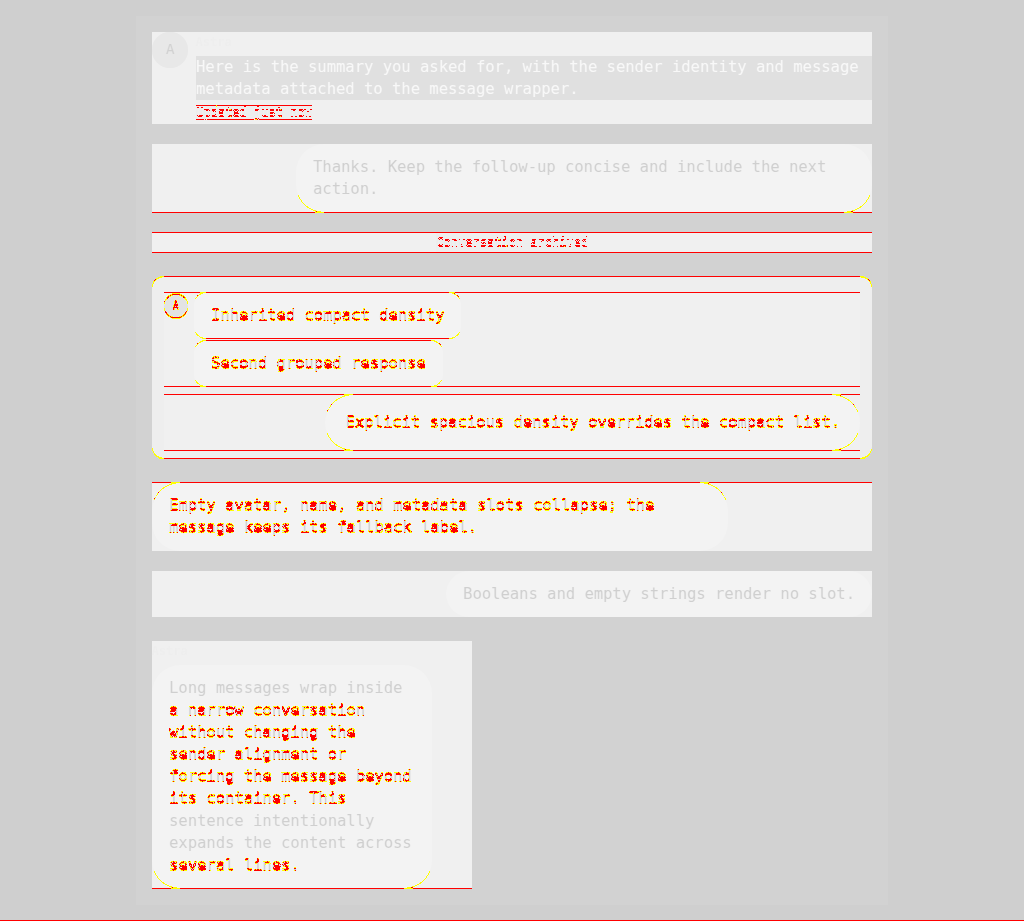 A
Here is the summary you asked for, with the sender identity and message
metadata attached to the message wrapper.
Updated just now
Thanks. Keep the follow-up concise and include the next
action.
Conversation archived
A
Inherited compact density
Second grouped response
Explicit spacious density overrides the compact list.
Empty avatar, name, and metadata slots collapse; the
message keeps its fallback label.
Booleans and empty strings render no slot.
Long messages wrap inside
a narrow conversation
without changing the
sender alignment or
forcing the message beyond
its container. This
sentence intentionally
expands the content across
several lines.